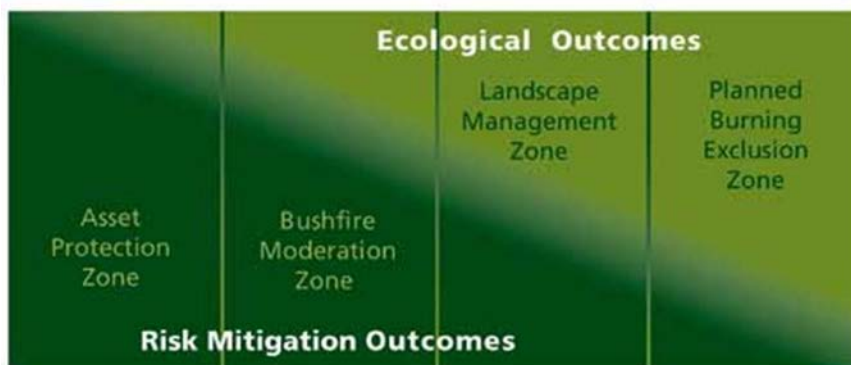 Ecological Outcomes
Landscape
Management
Zone
Planned
Burning
Exclusion
Zone
Asset
Protection
Zone
Bushfire
Moderation
Zone
Risk Mitigation Outcomes